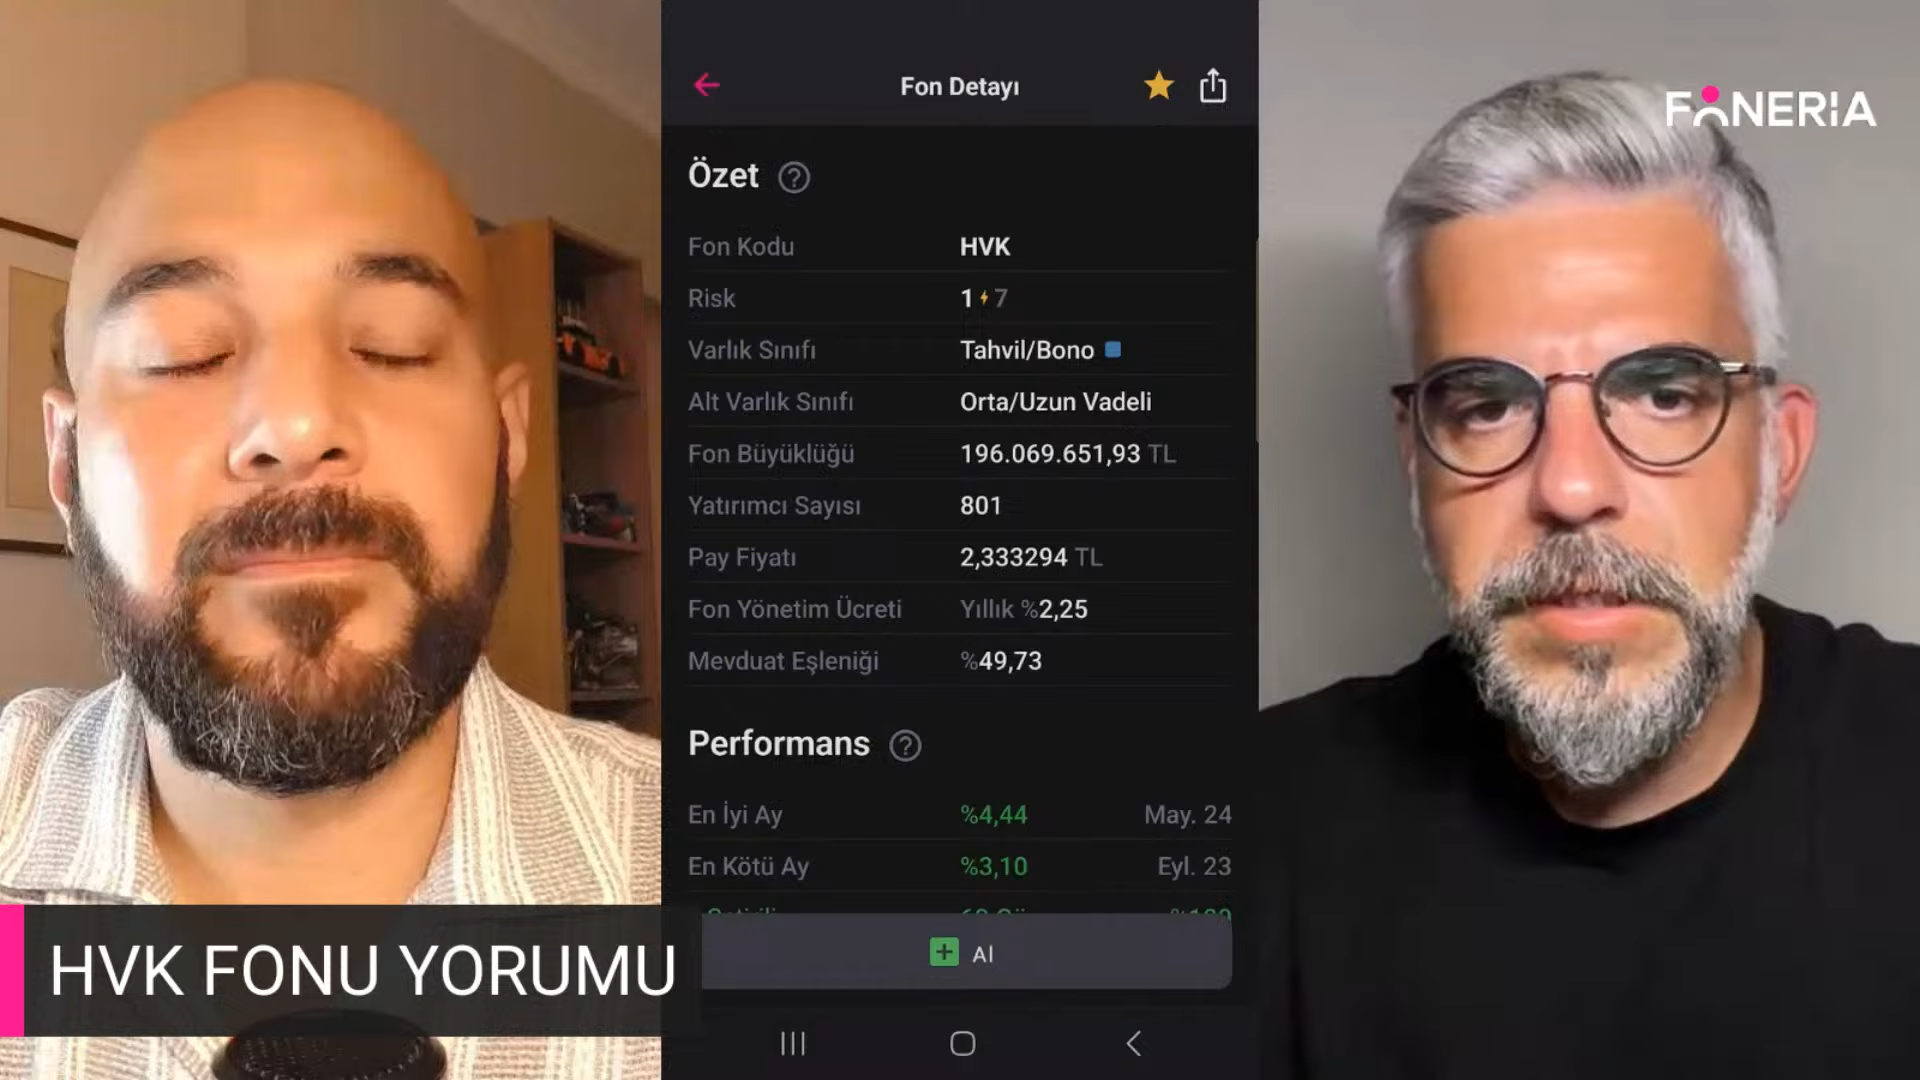 Fon Detayı
FONERIA
Özet ?
Fon Kodu HVK
Risk 1 7
Varlık Sınıfı Tahvil/Bono
Alt Varlık Sınıfı Orta/Uzun Vadeli
Fon Büyüklüğü 196.069.651,93 TL
Yatırımcı Sayısı 801
Pay Fiyatı 2,333294 TL
Fon Yönetim Ücreti Yıllık %2,25
Mevduat Eşleniği %49,73
Performans ?
En İyi Ay %4,44 May. 24
En Kötü Ay %3,10 Eyl. 23
Al
HVK FONU YORUMU